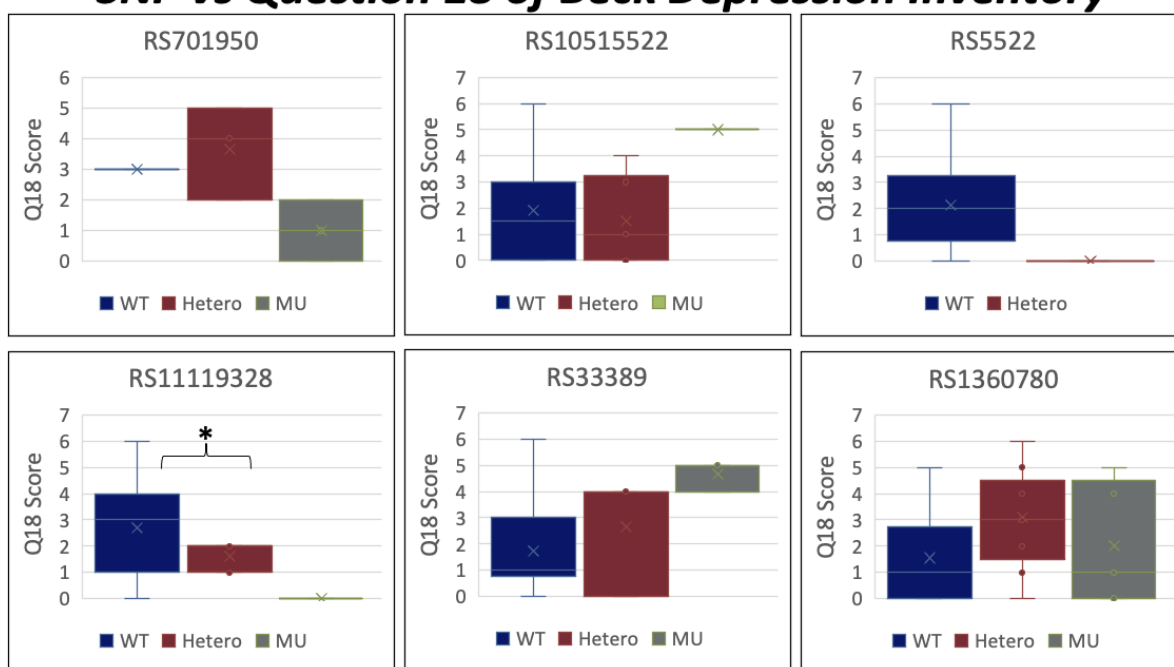 SNP vs Question 18 of Beck Depression Inventory
RS701950
6
5
4
3
2
1
0
Q18 Score
WT Hetero MU
RS10515522
7
6
5
4
3
2
1
0
Q18 Score
WT Hetero MU
RS5522
7
6
5
4
3
2
1
0
Q18 Score
WT Hetero
RS11119328
7
6
5
4
3
2
1
0
Q18 Score
*
WT Hetero MU
RS33389
7
6
5
4
3
2
1
0
Q18 Score
WT Hetero MU
RS1360780
7
6
5
4
3
2
1
0
Q18 Score
WT Hetero MU